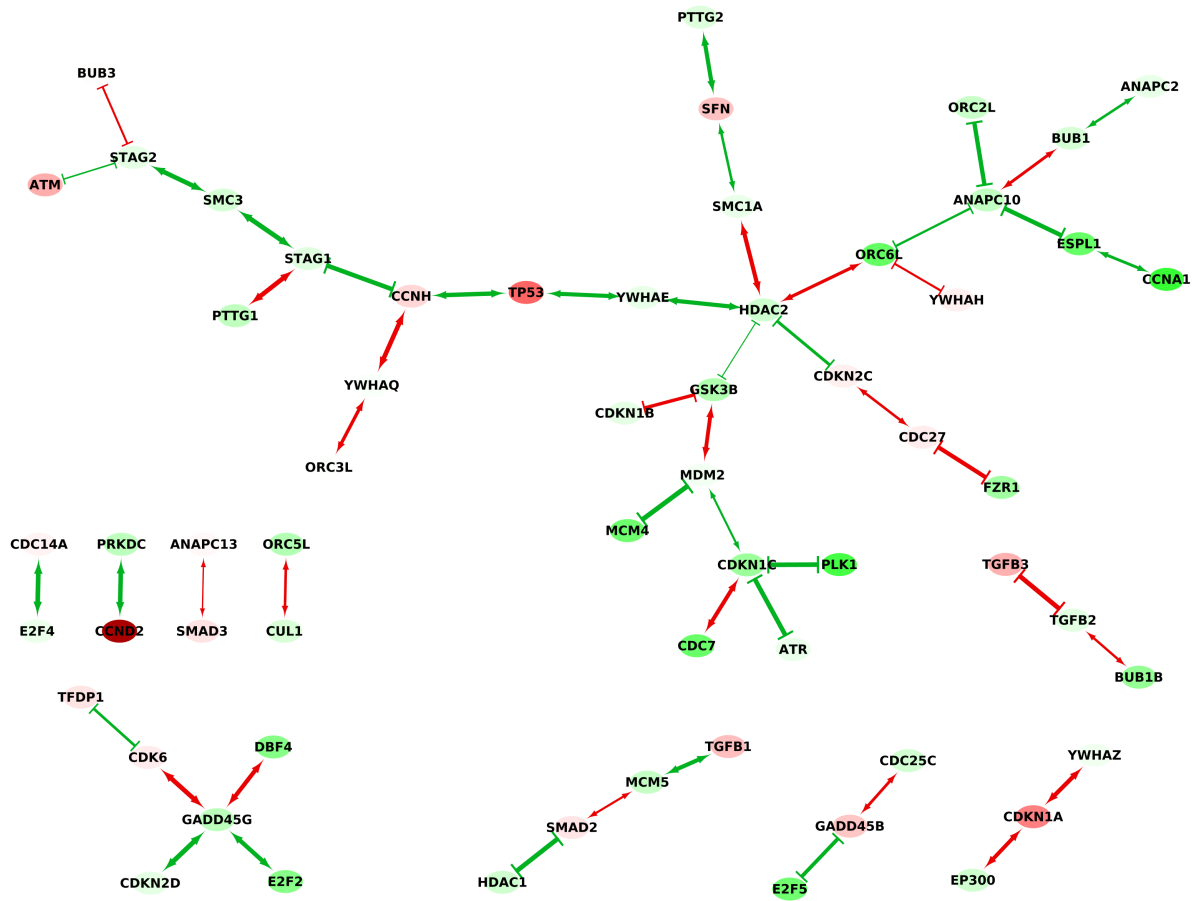 PTTG2
BUB3
ANAPC2
SFN
ORC2L
BUB1
STAG2
ATM
SMC3
SMC1A
ANAPC10
ESPL1
STAG1
ORC6L
CCNA1
CCNH
TP53
YWHAE
YWHAH
HDAC2
PTTG1
YWHAQ
CDKN2C
GSK3B
CDKN1B
CDC27
ORC3L
MDM2
FZR1
MCM4
CDC14A
PRKDC
ANAPC13
ORC5L
CDKN1C
PLK1
TGFB3
E2F4
CCND2
SMAD3
CUL1
TGFB2
CDC7
ATR
BUB1B
TFDP1
DBF4
TGFB1
CDK6
YWHAZ
CDC25C
MCM5
GADD45G
SMAD2
GADD45B
CDKN1A
CDKN2D
E2F2
HDAC1
E2F5
EP300